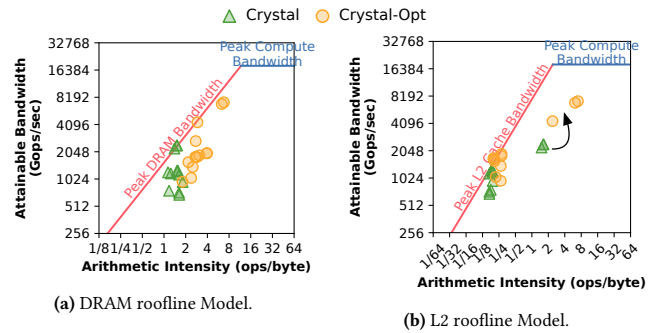 Crystal Crystal-Opt
32768
16384
8192
4096
2048
1024
512
256
Attainable Bandwidth
(Gops/sec)
Peak Compute
Bandwidth
Peak DRAM Bandwidth
1/8 1/4 1/2 1 2 4 8 16 32 64
Arithmetic Intensity (ops/byte)
(a) DRAM roofline Model.
32768
16384
8192
4096
2048
1024
512
256
Attainable Bandwidth
(Gops/sec)
Peak Compute
Bandwidth
Peak L2 Cache Bandwidth
1/64 1/32 1/16 1/8 1/4 1/2 1 2 4 8 16 32 64
Arithmetic Intensity (ops/byte)
(b) L2 roofline Model.